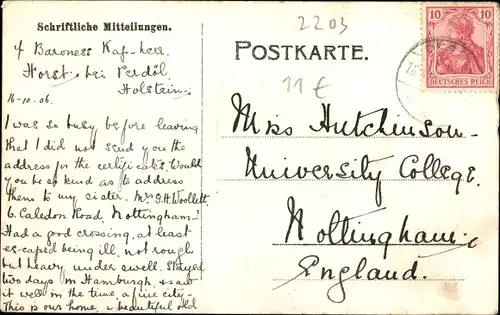 Schriftliche Mitteilungen.
c/ Baroness Kap-herr
Horst bei Perdöl
Holstein.
16-10.06.
I was so busy before leaving
that I did not send you the
address for the certificates. Would
you be so kind as to address
them to my sister. Mrs J.H. Woollett
6. Caledon Road, Nottingham.
Had a good crossing, at least
escaped being ill, not rough
but heavy under swell. Stayed
two days in Hamburgh, & saw
it well in the time, a fine city-
This is our home, a beautiful old
2203
POSTKARTE.
11 €
10 10
DEUTSCHES REICH
Miss Hutchinson.
University College.
Nottingham.
England.